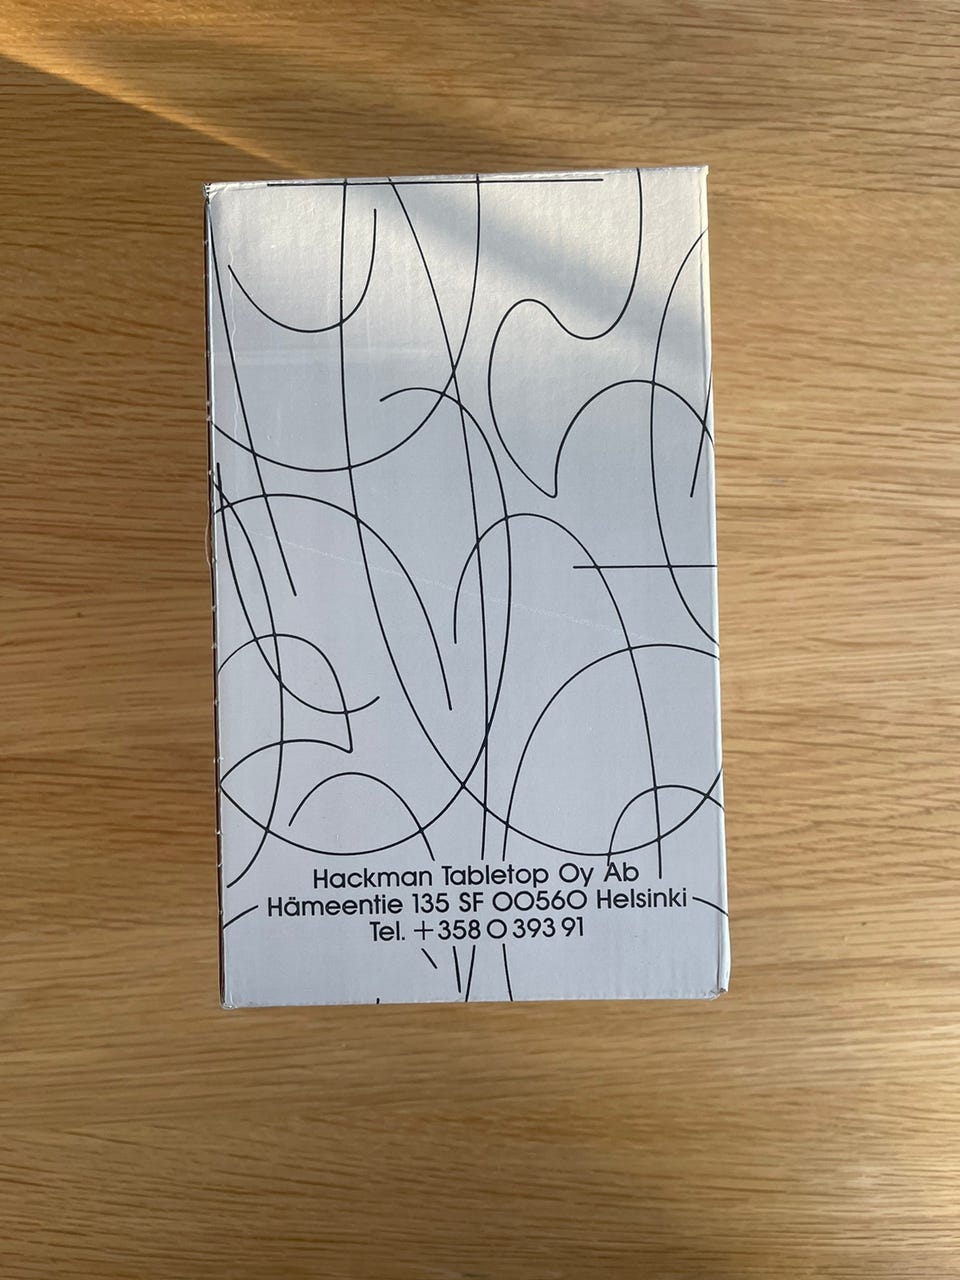 Hackman Tabletop Oy Ab
Hämeentie 135 SF 00560 Helsinki
Tel. +358 0 393 91